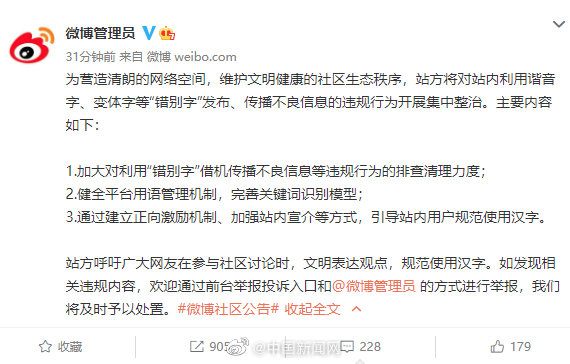 微博管理员
31分钟前 来自 微博 weibo.com
为营造清朗的网络空间，维护文明健康的社区生态秩序，站方将对站内利用谐音
字、变体字等“错别字”发布、传播不良信息的违规行为开展集中整治。主要内容
如下：
1.加大对利用“错别字”借机传播不良信息等违规行为的排查清理力度；
2.健全平台用语管理机制，完善关键词识别模型；
3.通过建立正向激励机制、加强站内宣介等方式，引导站内用户规范使用汉字。
站方呼吁广大网友在参与社区讨论时，文明表达观点，规范使用汉字。如发现相
关违规内容，欢迎通过前台举报投诉入口和@微博管理员 的方式进行举报，我们
将及时予以处置。#微博社区公告# 收起全文
收藏 905 228 179
@中国新闻网